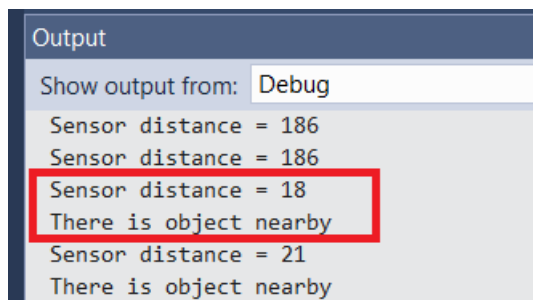 Output
Show output from: Debug
Sensor distance = 186
Sensor distance = 186
Sensor distance = 18
There is object nearby
Sensor distance = 21
There is object nearby